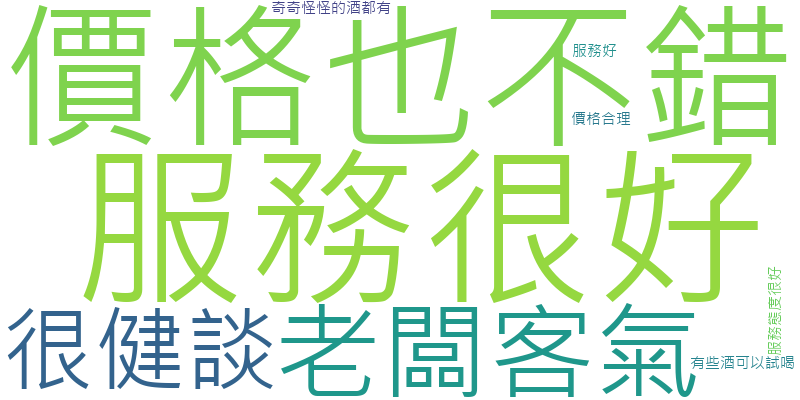 奇奇怪怪的酒都有
價格也不錯
服務好
價格合理
服務很好
服務態度很好
很健談
老闆客氣
有些酒可以試喝